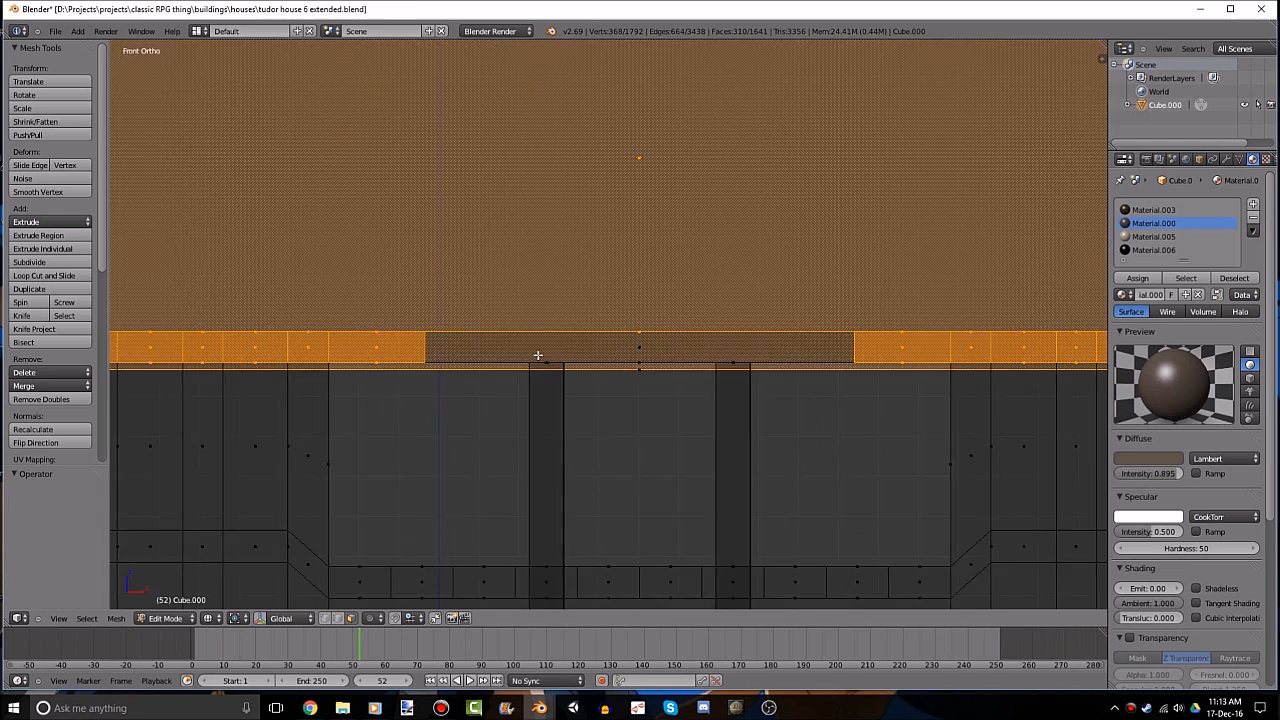 Blender* [D:\Projects\projects\classic RPG thing\buildings\houses\tudor house 6 extended.blend]
File Add Render Window Help Default Scene Blender Render v2.69 | Verts:368/1792 | Edges:664/3438 | Faces:310/1641 | Tris:3356 | Mem:24.41M (0.44M) | Cube.000
View Search All Scenes
Mesh Tools
Front Ortho
Scene
RenderLayers
World
Cube.000
Transform:
Translate
Rotate
Scale
Shrink/Fatten
Push/Pull
Deform:
Slide Edge Vertex
Noise
Smooth Vertex
Add:
Extrude
Extrude Region
Extrude Individual
Subdivide
Loop Cut and Slide
Duplicate
Spin Screw
Knife Select
Knife Project
Bisect
Remove:
Delete
Merge
Remove Doubles
Normals:
Recalculate
Flip Direction
UV Mapping:
Operator
Cube.0 Material.0
Material.003
Material.000
Material.005
Material.006
Assign Select Deselect
ial.000 F Data
Surface Wire Volume Halo
Preview
Diffuse
Lambert
Intensity: 0.895 Ramp
Specular
CookTorr
Intensity: 0.500 Ramp
Hardness: 50
Shading
Emit: 0.00 Shadeless
Ambient: 1.000 Tangent Shading
Transluc: 0.000 Cubic Interpolati
Transparency
Mask Z Transparenc Raytrace
Alpha: 1.000 Fresnel: 0.000
(52) Cube.000
View Select Mesh Edit Mode Global
-50 -40 -30 -20 -10 0 10 20 30 40 50 60 70 80 90 100 110 120 130 140 150 160 170 180 190 200 210 220 230 240 250 260 270 280
View Marker Frame Playback Start: 1 End: 250 52 No Sync
Ask me anything
11:13 AM
17-Dec-16